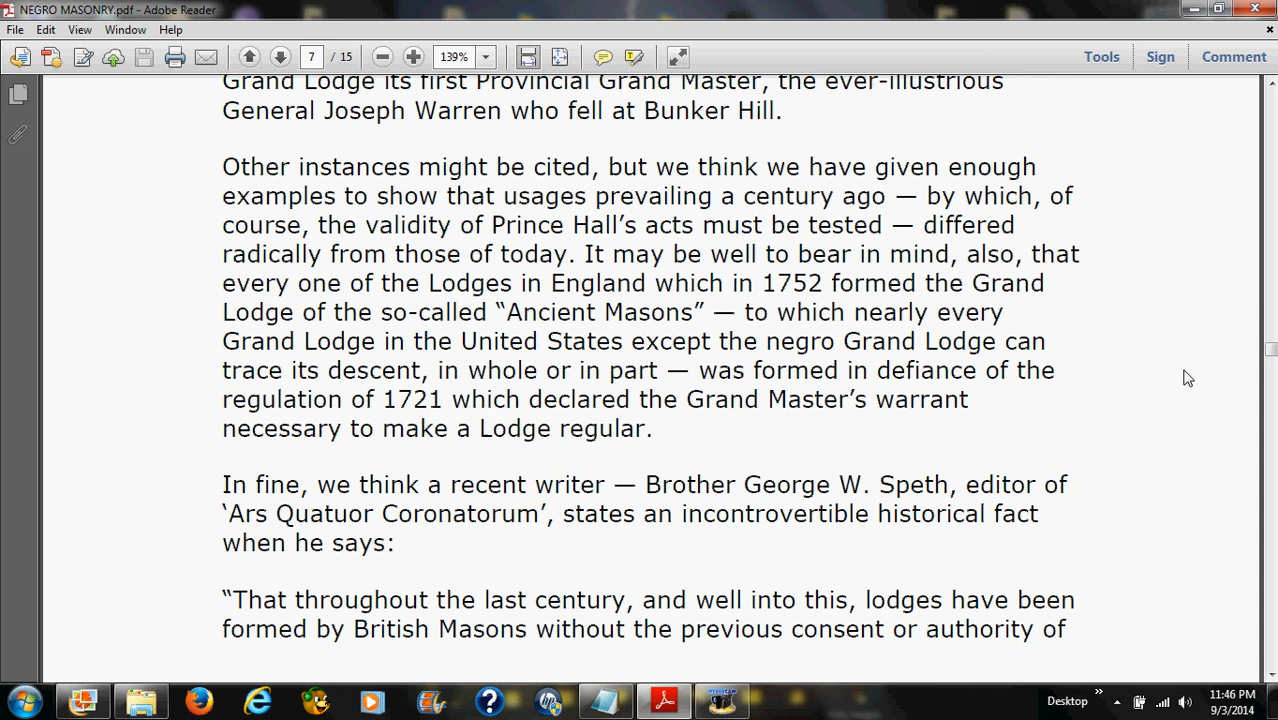 NEGRO MASONRY.pdf - Adobe Reader
File Edit View Window Help
7 / 15 139% Tools Sign Comment
Grand Lodge its first Provincial Grand Master, the ever-illustrious
General Joseph Warren who fell at Bunker Hill.
Other instances might be cited, but we think we have given enough
examples to show that usages prevailing a century ago — by which, of
course, the validity of Prince Hall’s acts must be tested — differed
radically from those of today. It may be well to bear in mind, also, that
every one of the Lodges in England which in 1752 formed the Grand
Lodge of the so-called “Ancient Masons” — to which nearly every
Grand Lodge in the United States except the negro Grand Lodge can
trace its descent, in whole or in part — was formed in defiance of the
regulation of 1721 which declared the Grand Master’s warrant
necessary to make a Lodge regular.
In fine, we think a recent writer — Brother George W. Speth, editor of
‘Ars Quatuor Coronatorum’, states an incontrovertible historical fact
when he says:
“That throughout the last century, and well into this, lodges have been
formed by British Masons without the previous consent or authority of
Desktop » 11:46 PM
9/3/2014